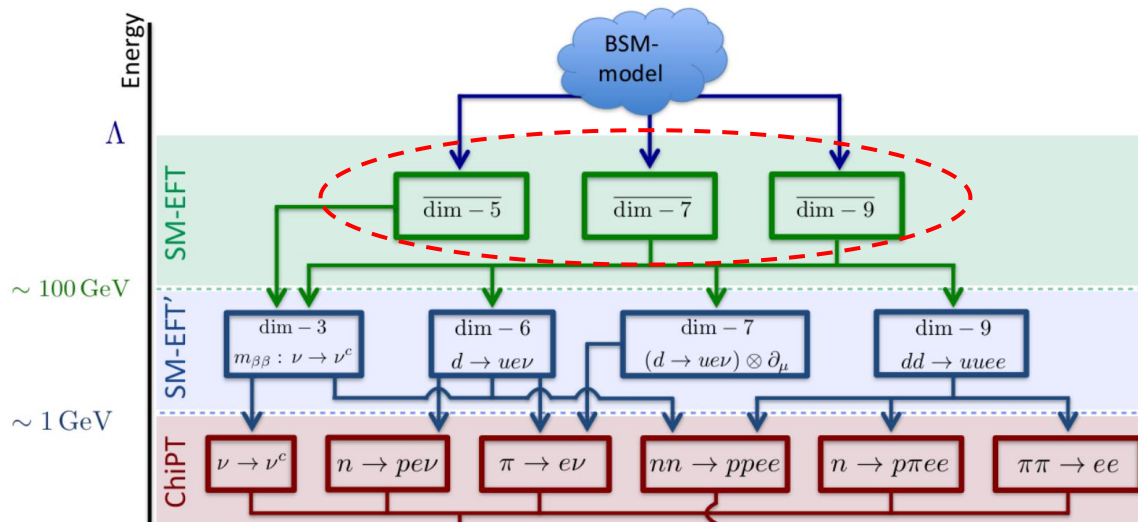 Energy
BSM-
model
Λ
SM-EFT
dim − 5
dim − 7
dim − 9
∼ 100 GeV
SM-EFT'
dim − 3
m_ββ : ν → ν^c
dim − 6
d → ueν
dim − 7
(d → ueν) ⊗ ∂_μ
dim − 9
dd → uuee
∼ 1 GeV
ChiPT
ν → ν^c
n → peν
π → eν
nn → ppee
n → pπee
ππ → ee